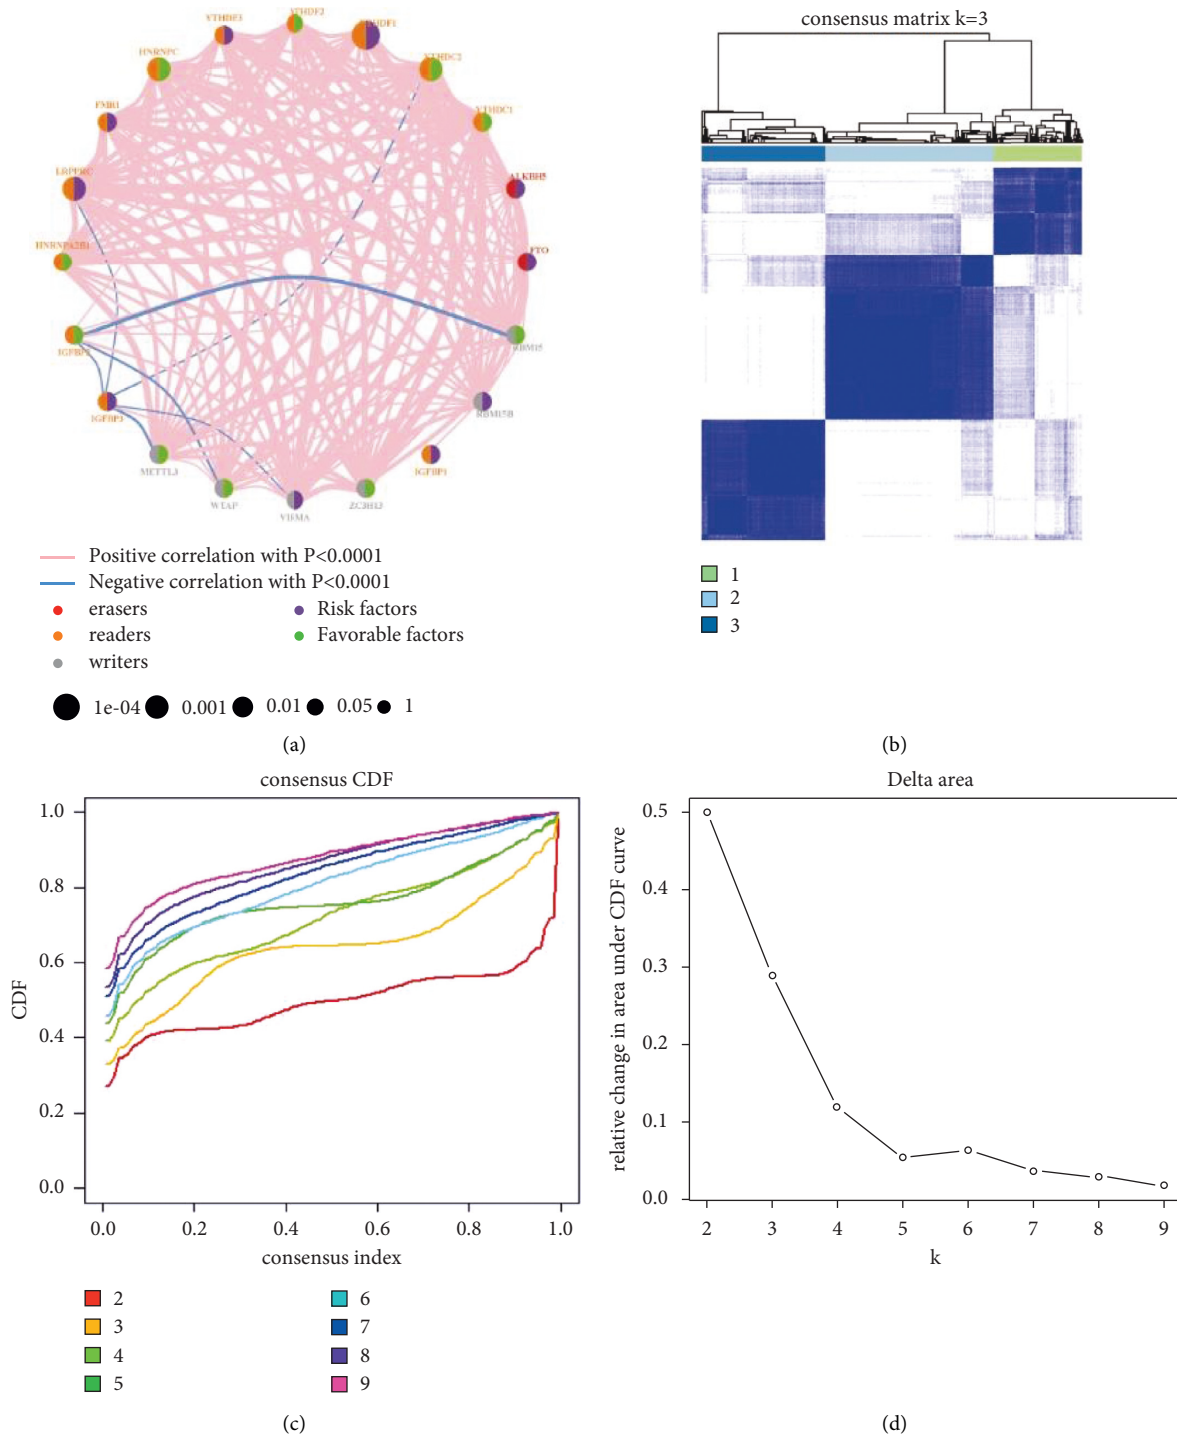 YTHDF2
YTHDF3
YTHDF1
HNRNPC
YTHDC2
FMR1
YTHDC1
LRPPRC
ALKBH5
HNRNPA2B1
FTO
IGFBP2
RBM15
IGFBP3
RBM15B
METTL3
IGFBP1
WTAP
ZC3H13
VIRMA
Positive correlation with P<0.0001
Negative correlation with P<0.0001
erasers
Risk factors
readers
Favorable factors
writers
1e-04
0.001
0.01
0.05
1
(a)
consensus matrix k=3
1
2
3
(b)
consensus CDF
CDF
1.0
0.8
0.6
0.4
0.2
0.0
0.0 0.2 0.4 0.6 0.8 1.0
consensus index
2
6
3
7
4
8
5
9
(c)
Delta area
relative change in area under CDF curve
0.5
0.4
0.3
0.2
0.1
0.0
2 3 4 5 6 7 8 9
k
(d)